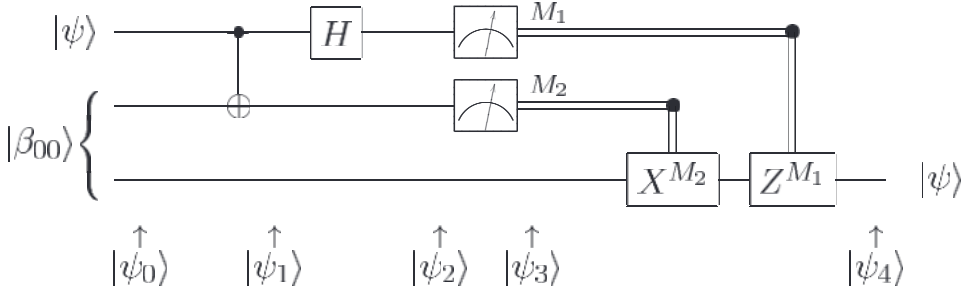 |ψ⟩ H M₁
M₂
|β₀₀⟩
X^{M₂} Z^{M₁} |ψ⟩
↑ ↑ ↑ ↑ ↑
|ψ₀⟩ |ψ₁⟩ |ψ₂⟩ |ψ₃⟩ |ψ₄⟩